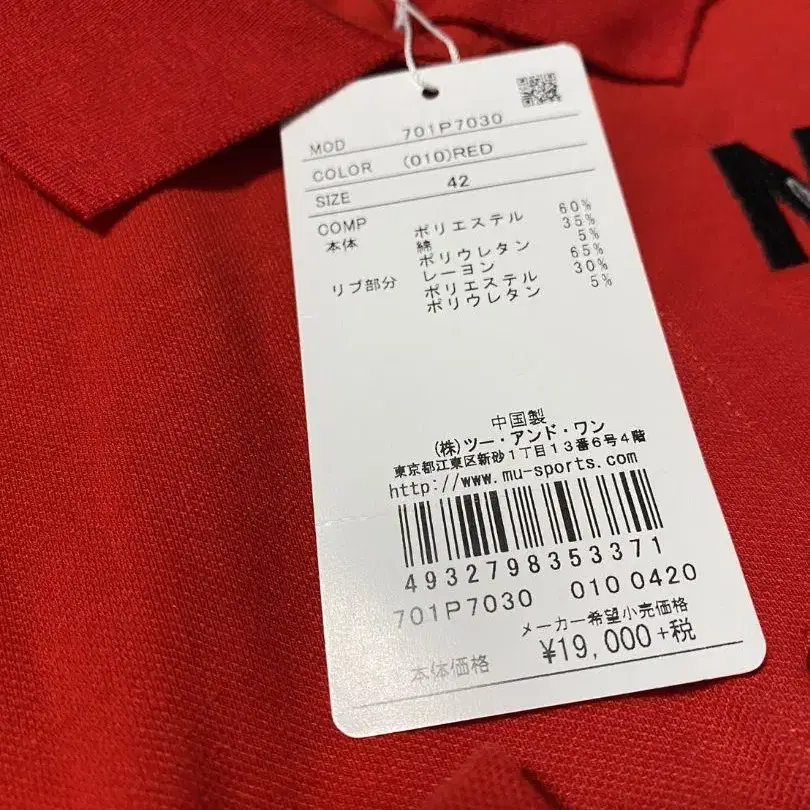 MOD 701P7030
COLOR (010)RED
SIZE 42
COMP
本体 ポリエステル 60%
綿 35%
ポリウレタン 5%
リブ部分 レーヨン 65%
ポリエステル 30%
ポリウレタン 5%
中国製
(株)ツー・アンド・ワン
東京都江東区新砂1丁目13番6号4階
http://www.mu-sports.com
4932798353371
701P7030 010 0420
メーカー希望小売価格
本体価格 ¥19,000+税